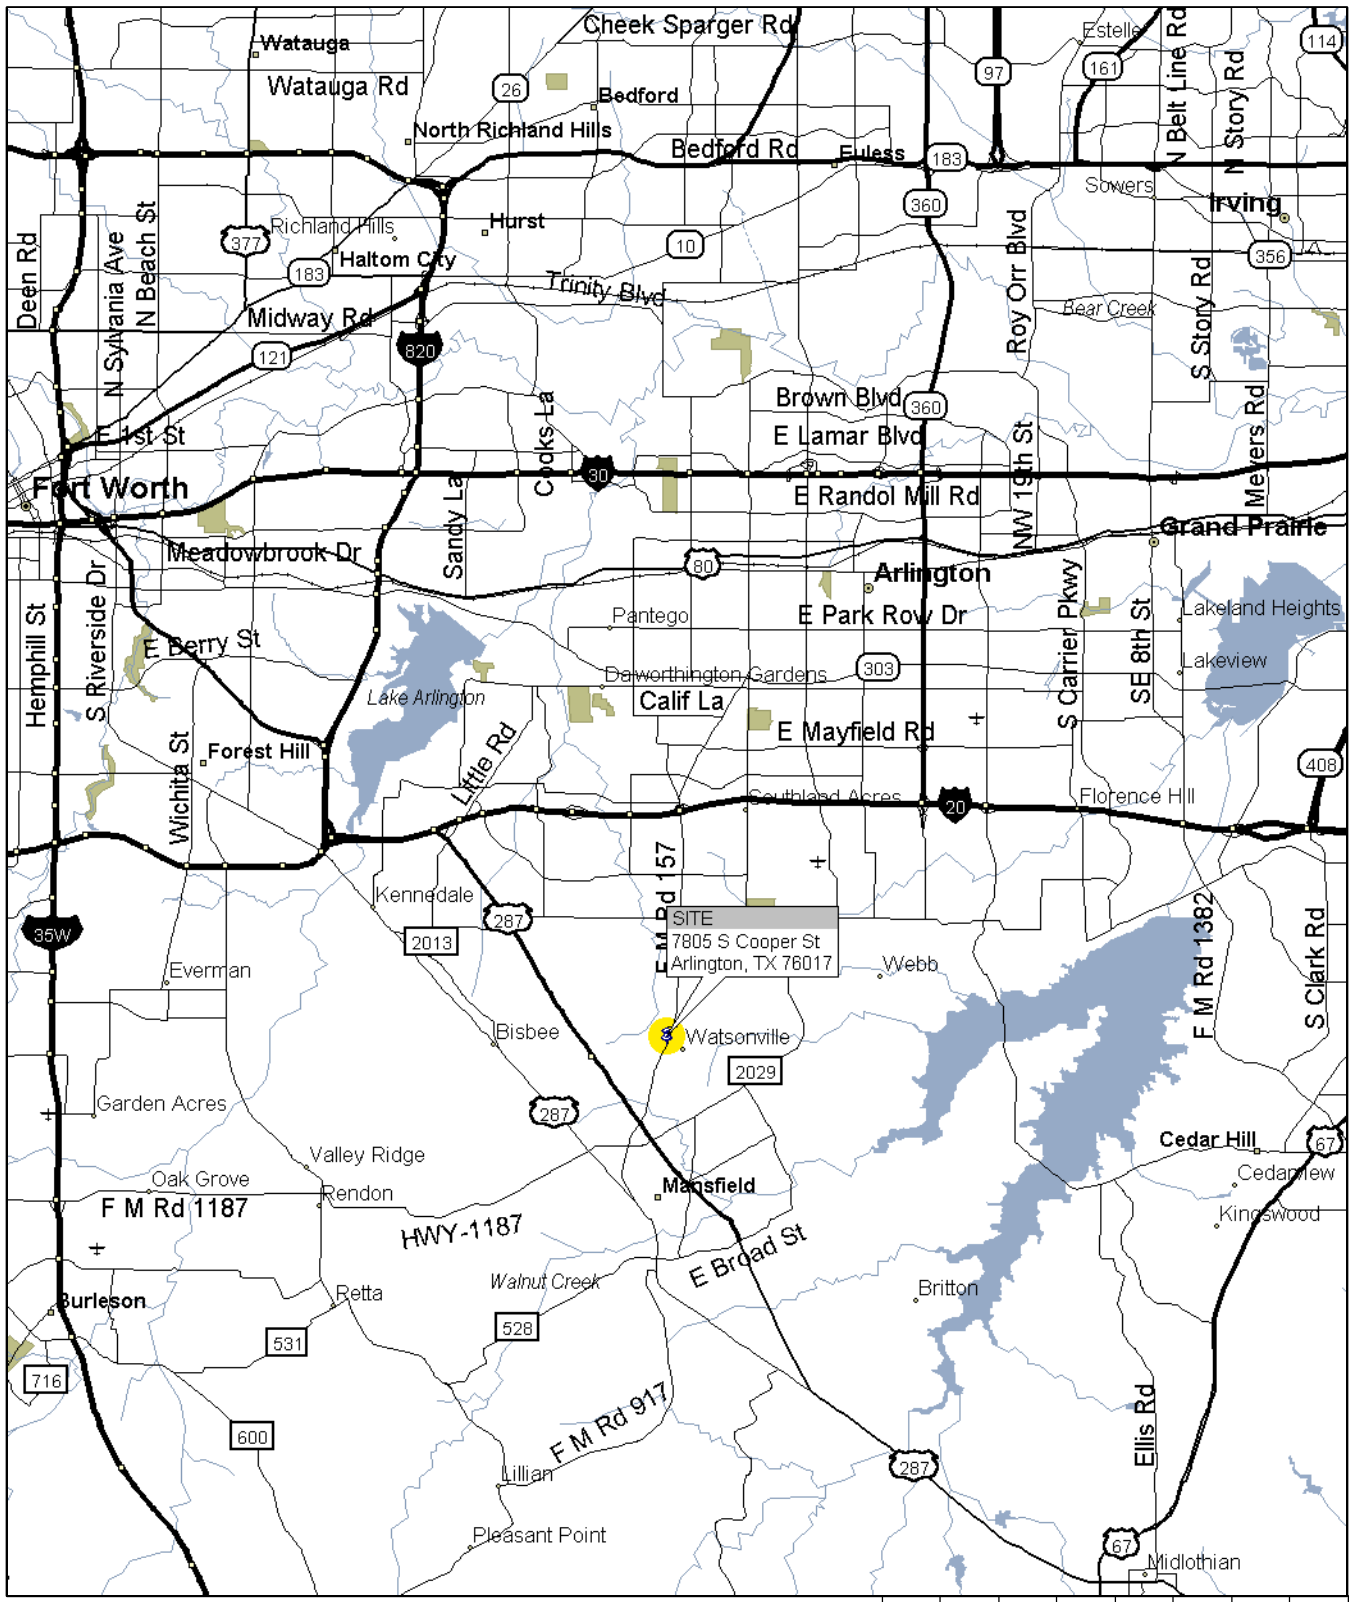 Cheek Sparger Rd
Estelle
114
Watauga
97
161
N Belt Line Rd
N Story Rd
Watauga Rd
26
Bedford
North Richland Hills
Bedford Rd
Euless
183
Sowers
360
Irving
Richland Hills
Hurst
377
10
Roy Orr Blvd
356
Deen Rd
N Sylvania Ave
N Beach St
Haltom City
183
Trinity Blvd
Bear Creek
S Story Rd
Midway Rd
121
820
Brown Blvd
360
Meyers Rd
E 1st St
Cooks La
E Lamar Blvd
NW 19th St
30
Fort Worth
Sandy La
E Randol Mill Rd
Grand Prairie
Meadowbrook Dr
80
Arlington
Hemphill St
S Riverside Dr
Pantego
E Park Row Dr
S Carrier Pkwy
SE 8th St
Lakeland Heights
E Berry St
Lakeview
303
Daworthington Gardens
Lake Arlington
Calif La
E Mayfield Rd
Wichita St
Forest Hill
Little Rd
408
Southland Acres
20
Florence Hill
F M Rd 157
Kennedale
287
F M Rd 1382
S Clark Rd
35W
2013
SITE
7805 S Cooper St
Arlington, TX 76017
Everman
Webb
Bisbee
Watsonville
2029
Garden Acres
287
Cedar Hill
67
Valley Ridge
Oak Grove
Rendon
Mansfield
Cedarview
F M Rd 1187
Kingswood
HWY-1187
E Broad St
Walnut Creek
Britton
Burleson
Retta
528
531
716
F M Rd 917
Ellis Rd
600
Lillian
287
Pleasant Point
67
Midlothian